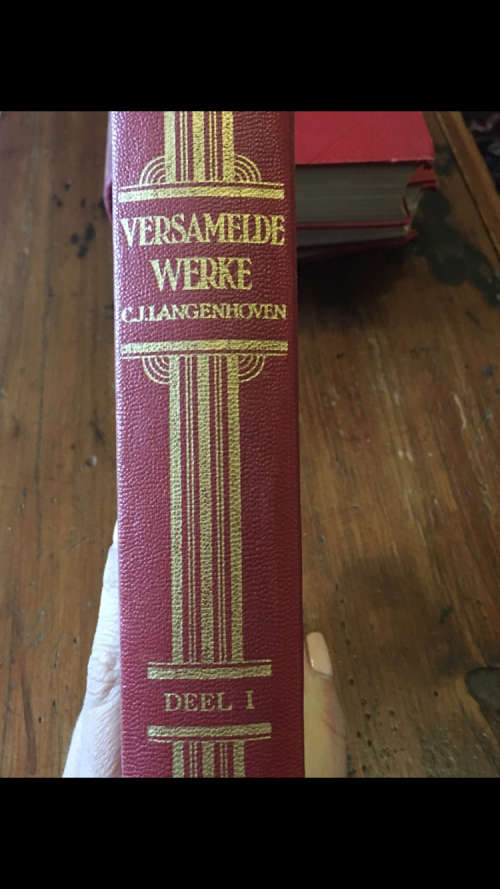 VERSAMELDE
WERKE
C.J. LANGENHOVEN
DEEL I